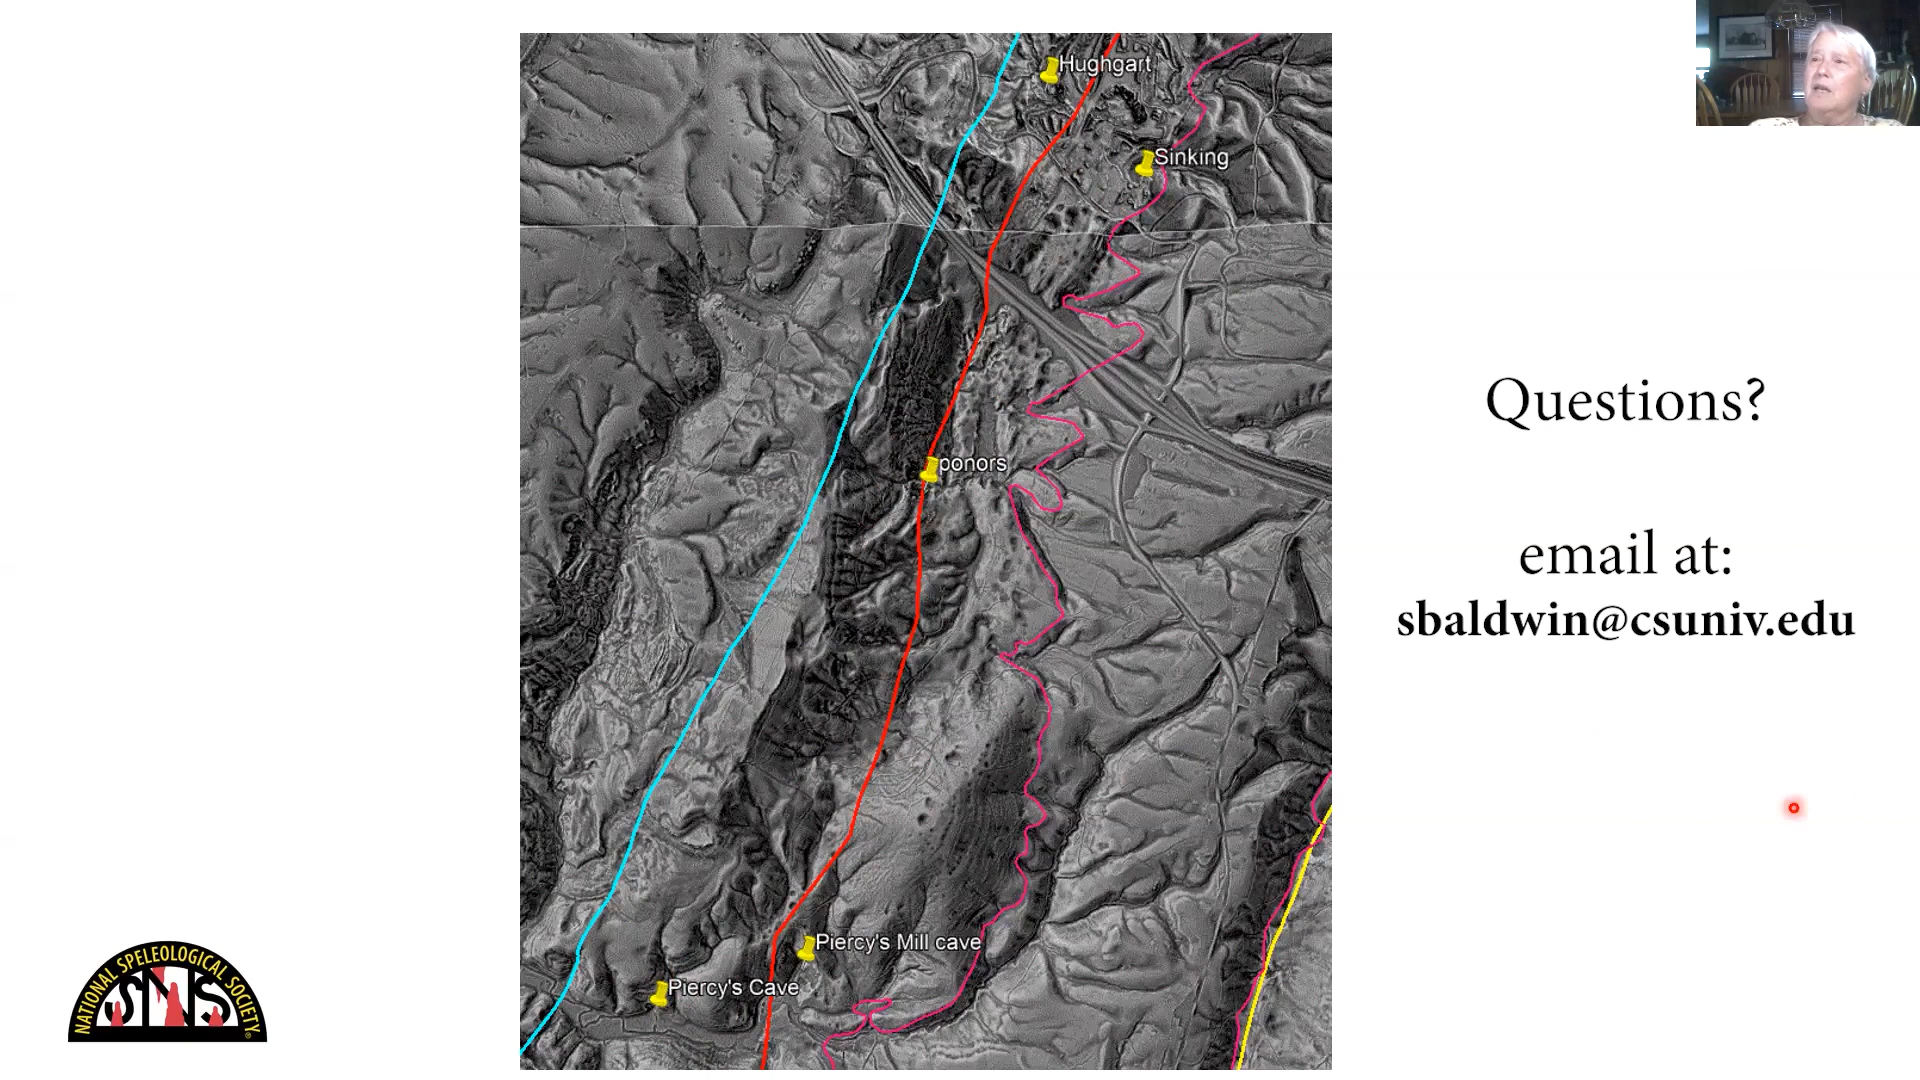 Hughgart
Sinking
ponors
Piercy's Mill cave
Piercy's Cave
Questions?
email at:
sbaldwin@csuniv.edu
NATIONAL SPELEOLOGICAL SOCIETY
NSS